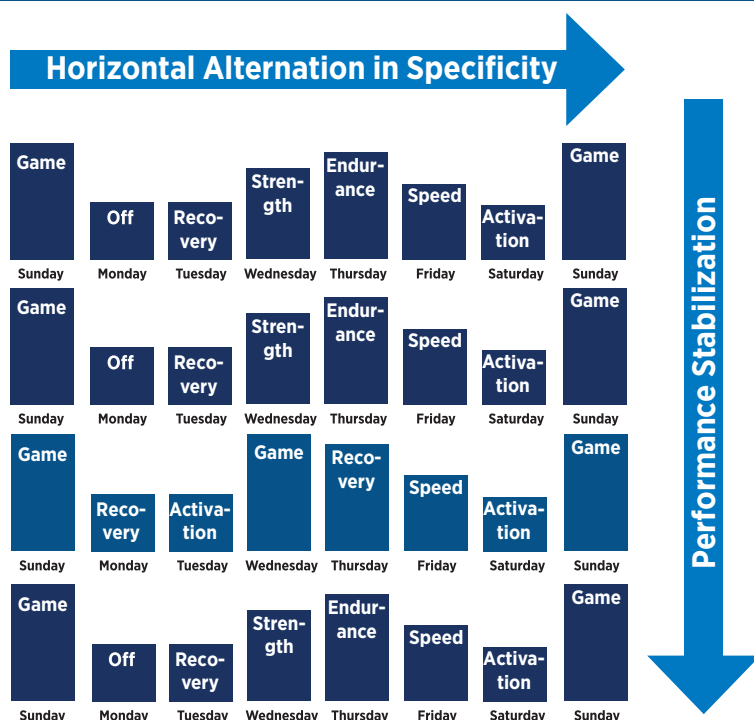 Horizontal Alternation in Specificity
Game
Off
Reco-
very
Stren-
gth
Endur-
ance
Speed
Activa-
tion
Game
Sunday Monday Tuesday Wednesday Thursday Friday Saturday Sunday
Game
Off
Reco-
very
Stren-
gth
Endur-
ance
Speed
Activa-
tion
Game
Sunday Monday Tuesday Wednesday Thursday Friday Saturday Sunday
Game
Reco-
very
Activa-
tion
Game
Reco-
very
Speed
Activa-
tion
Game
Sunday Monday Tuesday Wednesday Thursday Friday Saturday Sunday
Game
Off
Reco-
very
Stren-
gth
Endur-
ance
Speed
Activa-
tion
Game
Sunday Monday Tuesday Wednesday Thursday Friday Saturday Sunday
Performance Stabilization